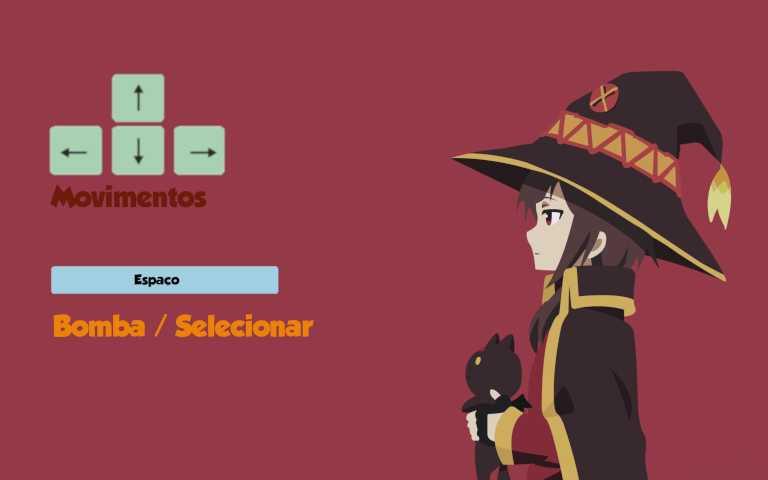 ↑
← ↓ →
Movimentos
Espaço
Bomba / Selecionar